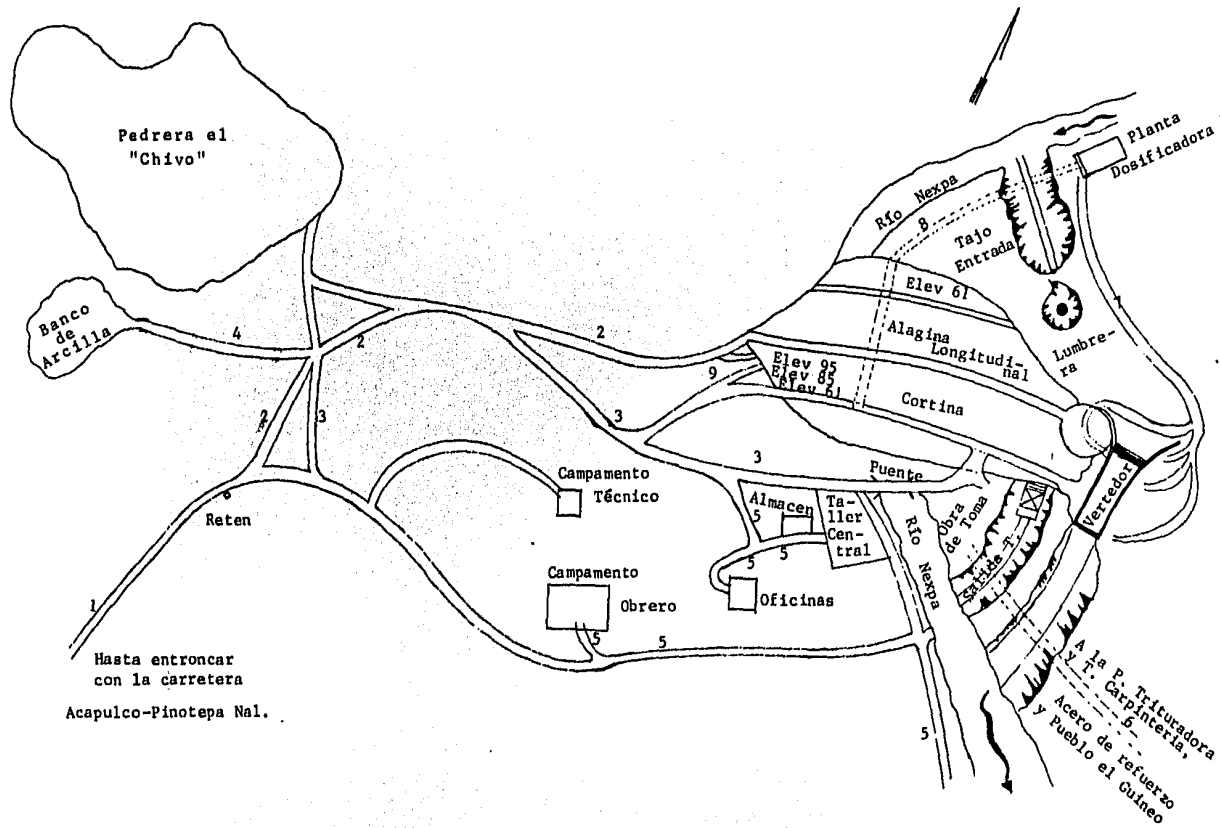 Pedrera el
"Chivo"
Planta
Dosificadora
Río Nexpa
8
Tajo
Entrada
Banco
de
Arcilla
4
2
2
Elev 61
7
Alagina
Longitudi-
nal
Lumbre-
ra
9
Elev 95
Elev 85
Elev 61
Cortina
2
3
3
3
Puente
Campamento
Técnico
Reten
Almacen
Ta-
ller
Cen-
tral
5
5
5
Río
Nexpa
Obra
de Toma
Salida T.
Vertedor
Campamento
Obrero
Oficinas
5
5
1
Hasta entroncar
con la carretera
Acapulco-Pinotepa Nal.
5
A la P. Trituradora
y T. Carpintería,
6
Acero de refuerzo
y Pueblo el Guineo